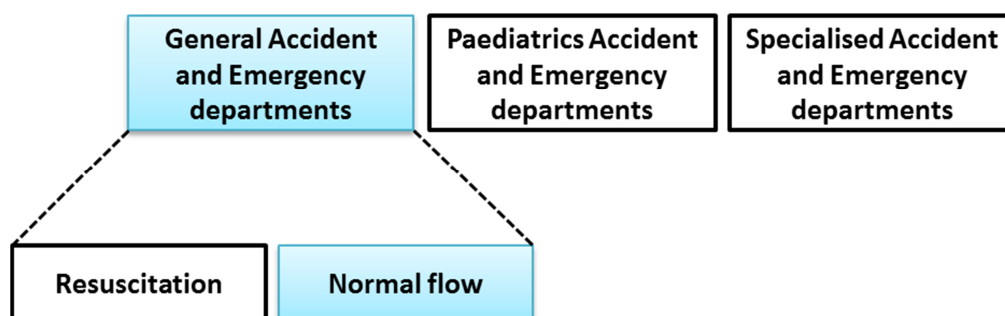 General Accident
and Emergency
departments
Paediatrics Accident
and Emergency
departments
Specialised Accident
and Emergency
departments
Resuscitation
Normal flow